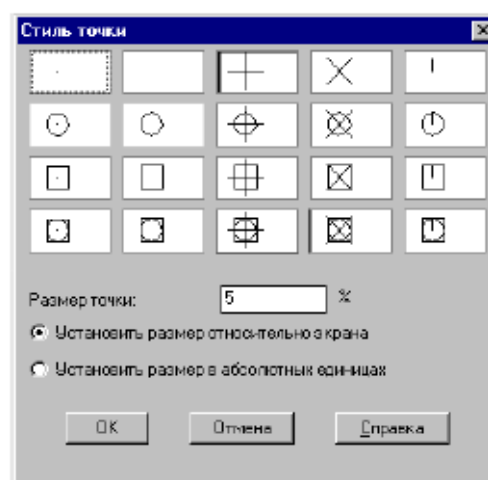 Стиль точки
Размер точки: 5 %
Установить размер относительно экрана
Установить размер в абсолютных единицах
OK Отмена Справка